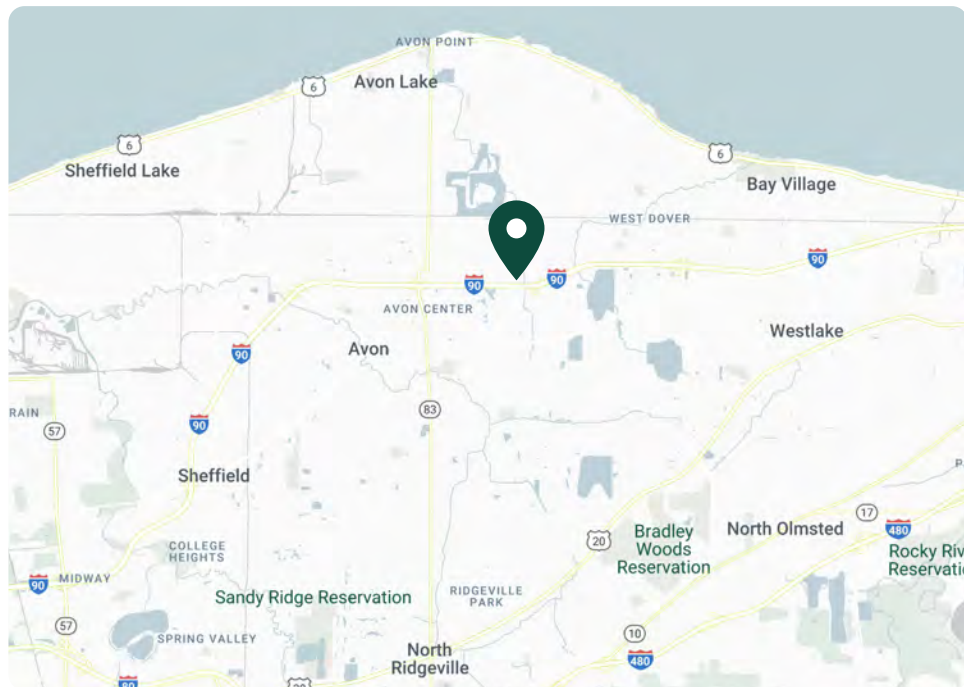 AVON POINT
Avon Lake
6
6
Sheffield Lake
6
Bay Village
WEST DOVER
90
90
90
AVON CENTER
Westlake
Avon
90
RAIN
83
57
90
Sheffield
17
North Olmsted
480
20
Bradley
Woods
Reservation
Rocky Riv
Reservatio
COLLEGE
HEIGHTS
MIDWAY
90
Sandy Ridge Reservation
RIDGEVILLE
PARK
57
SPRING VALLEY
10
North
Ridgeville
480